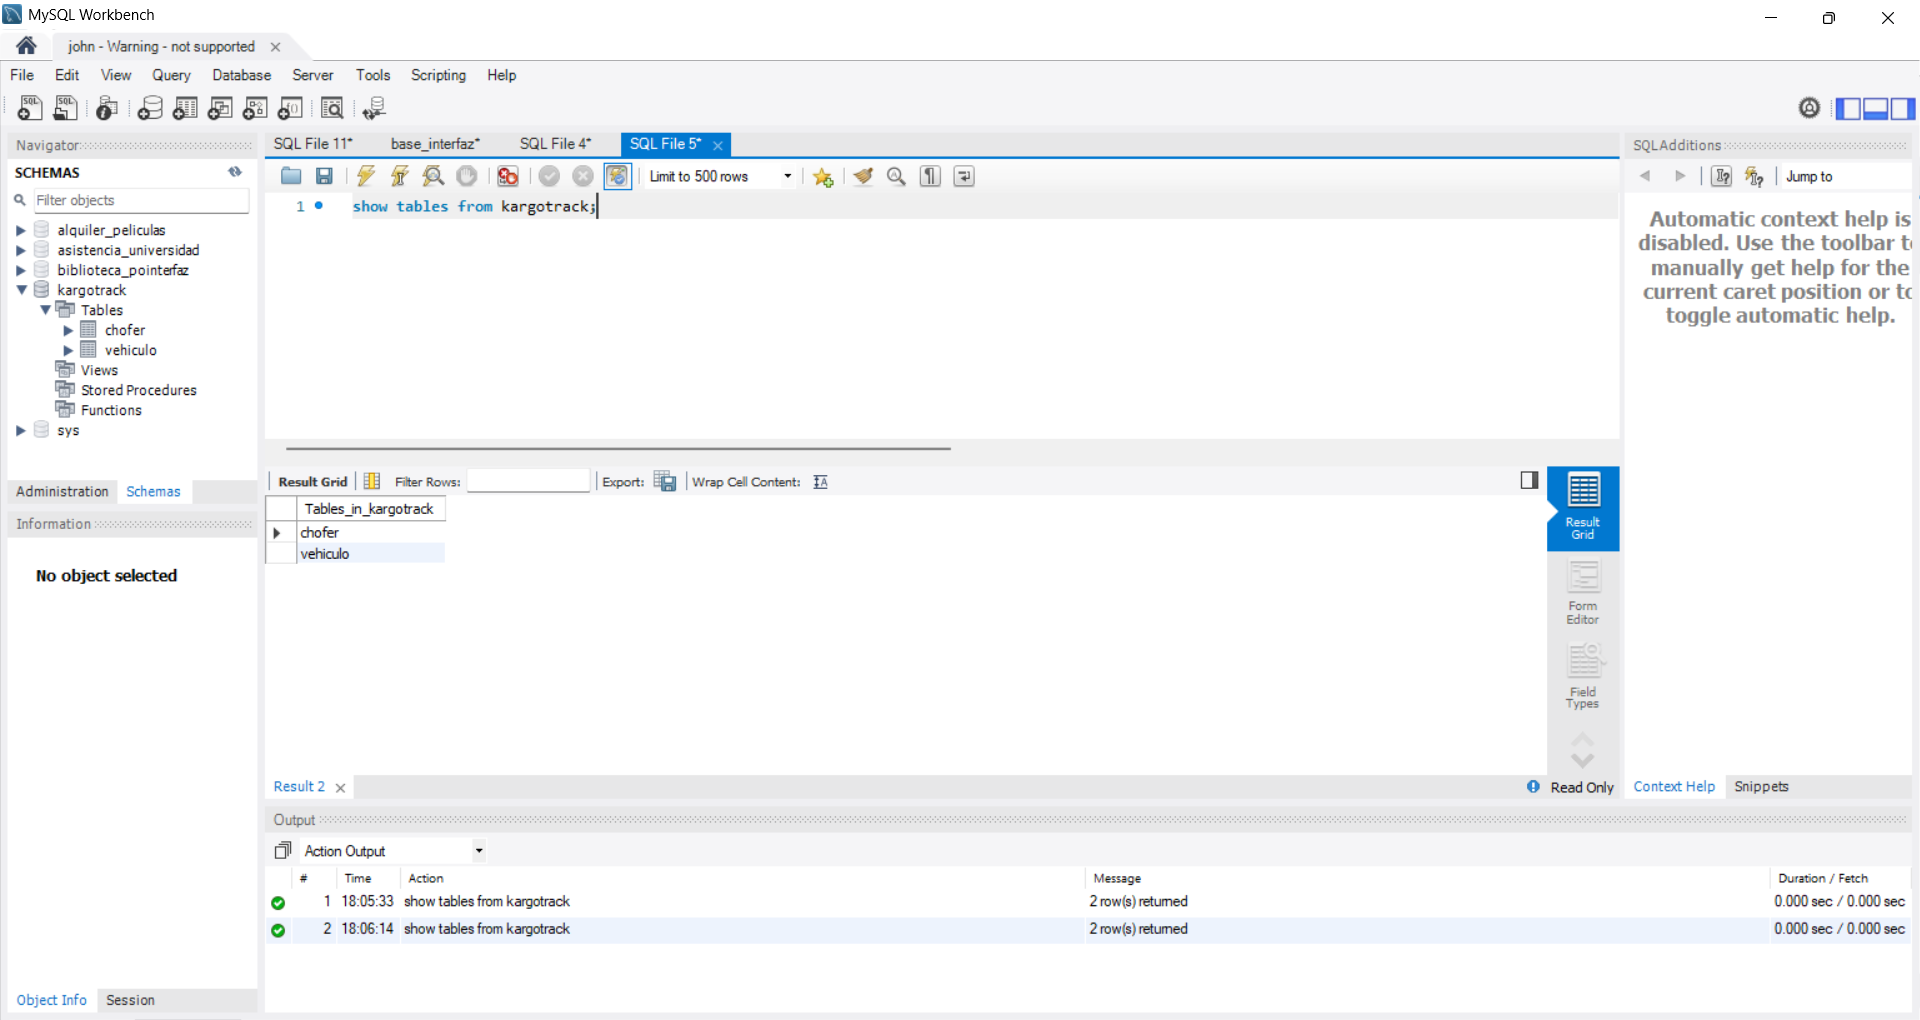 MySQL Workbench
john - Warning - not supported
File Edit View Query Database Server Tools Scripting Help
Navigator
SCHEMAS
Filter objects
alquiler_peliculas
asistencia_universidad
biblioteca_pointerfaz
kargotrack
Tables
chofer
vehiculo
Views
Stored Procedures
Functions
sys
Administration Schemas
Information
No object selected
Object Info Session
SQL File 11* base_interfaz* SQL File 4* SQL File 5*
Limit to 500 rows
1 show tables from kargotrack;
Result Grid Filter Rows: Export: Wrap Cell Content:
Tables_in_kargotrack
chofer
vehiculo
Result
Grid
Form
Editor
Field
Types
Result 2 Read Only
SQLAdditions
Jump to
Automatic context help is
disabled. Use the toolbar t
manually get help for the
current caret position or to
toggle automatic help.
Context Help Snippets
Output
Action Output
# Time Action Message Duration / Fetch
1 18:05:33 show tables from kargotrack 2 row(s) returned 0.000 sec / 0.000 sec
2 18:06:14 show tables from kargotrack 2 row(s) returned 0.000 sec / 0.000 sec